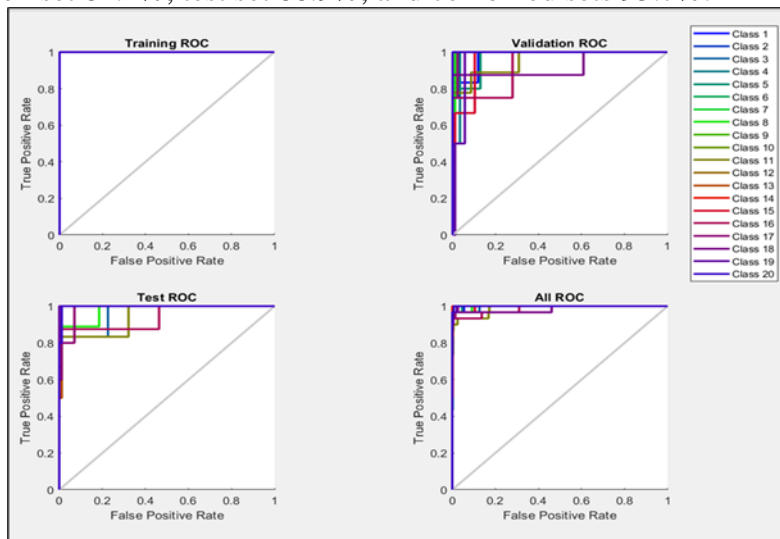 Training ROC
True Positive Rate
1
0.8
0.6
0.4
0.2
0
0 0.2 0.4 0.6 0.8 1
False Positive Rate
Validation ROC
True Positive Rate
1
0.8
0.6
0.4
0.2
0
0 0.2 0.4 0.6 0.8 1
False Positive Rate
Class 1
Class 2
Class 3
Class 4
Class 5
Class 6
Class 7
Class 8
Class 9
Class 10
Class 11
Class 12
Class 13
Class 14
Class 15
Class 16
Class 17
Class 18
Class 19
Class 20
Test ROC
True Positive Rate
1
0.8
0.6
0.4
0.2
0
0 0.2 0.4 0.6 0.8 1
False Positive Rate
All ROC
True Positive Rate
1
0.8
0.6
0.4
0.2
0
0 0.2 0.4 0.6 0.8 1
False Positive Rate